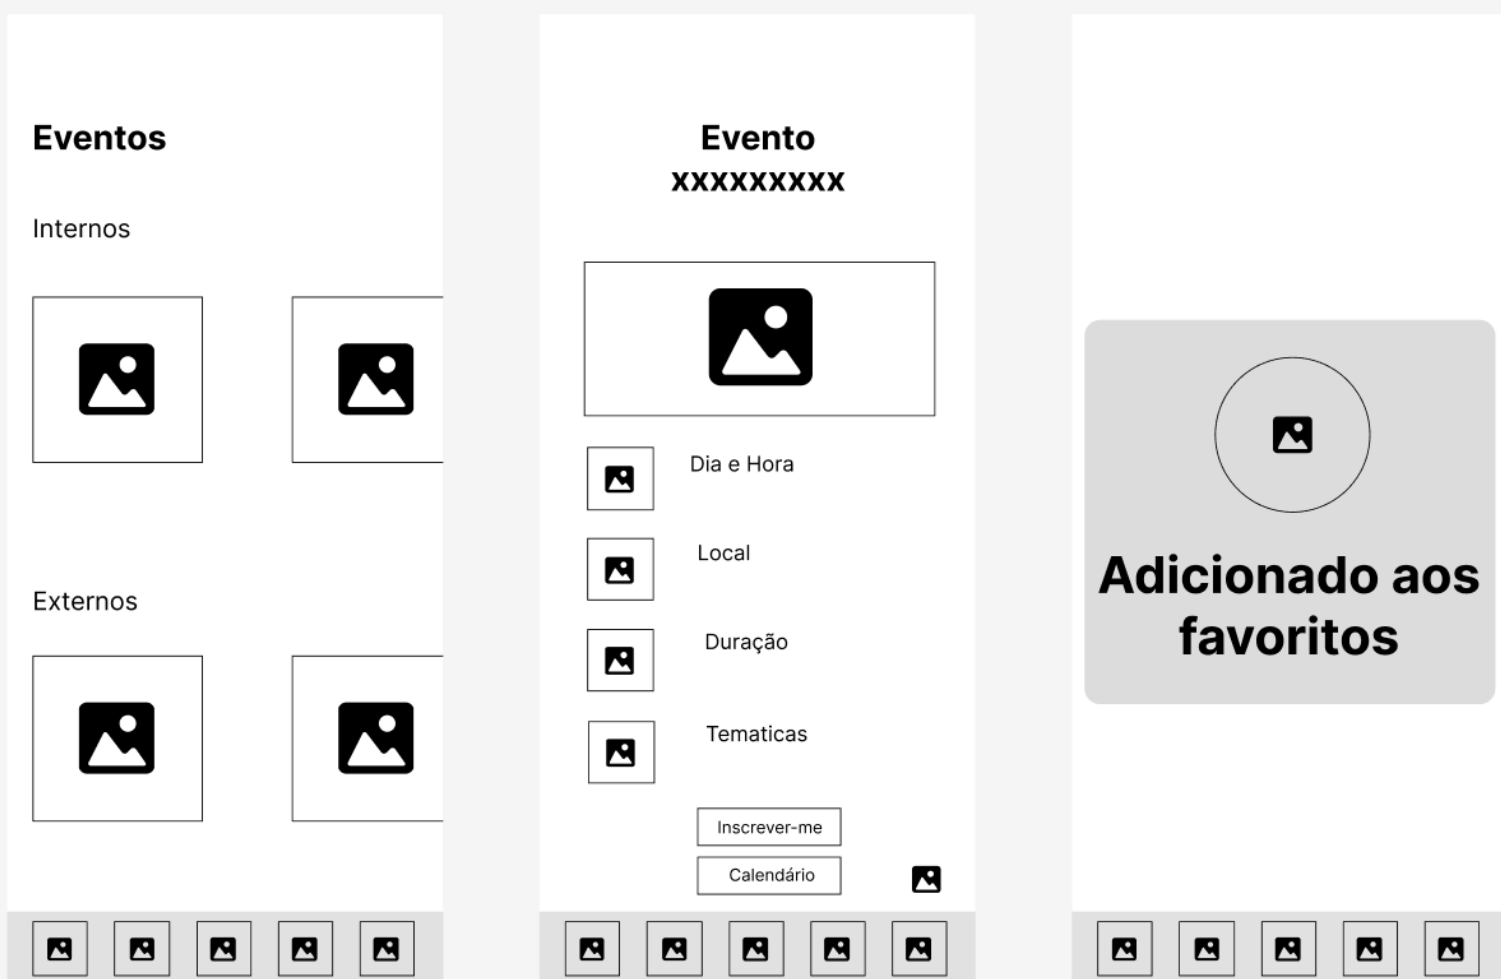 Eventos
Internos
Externos
Evento
xxxxxxxxx
Dia e Hora
Local
Duração
Tematicas
Inscrever-me
Calendário
Adicionado aos
favoritos